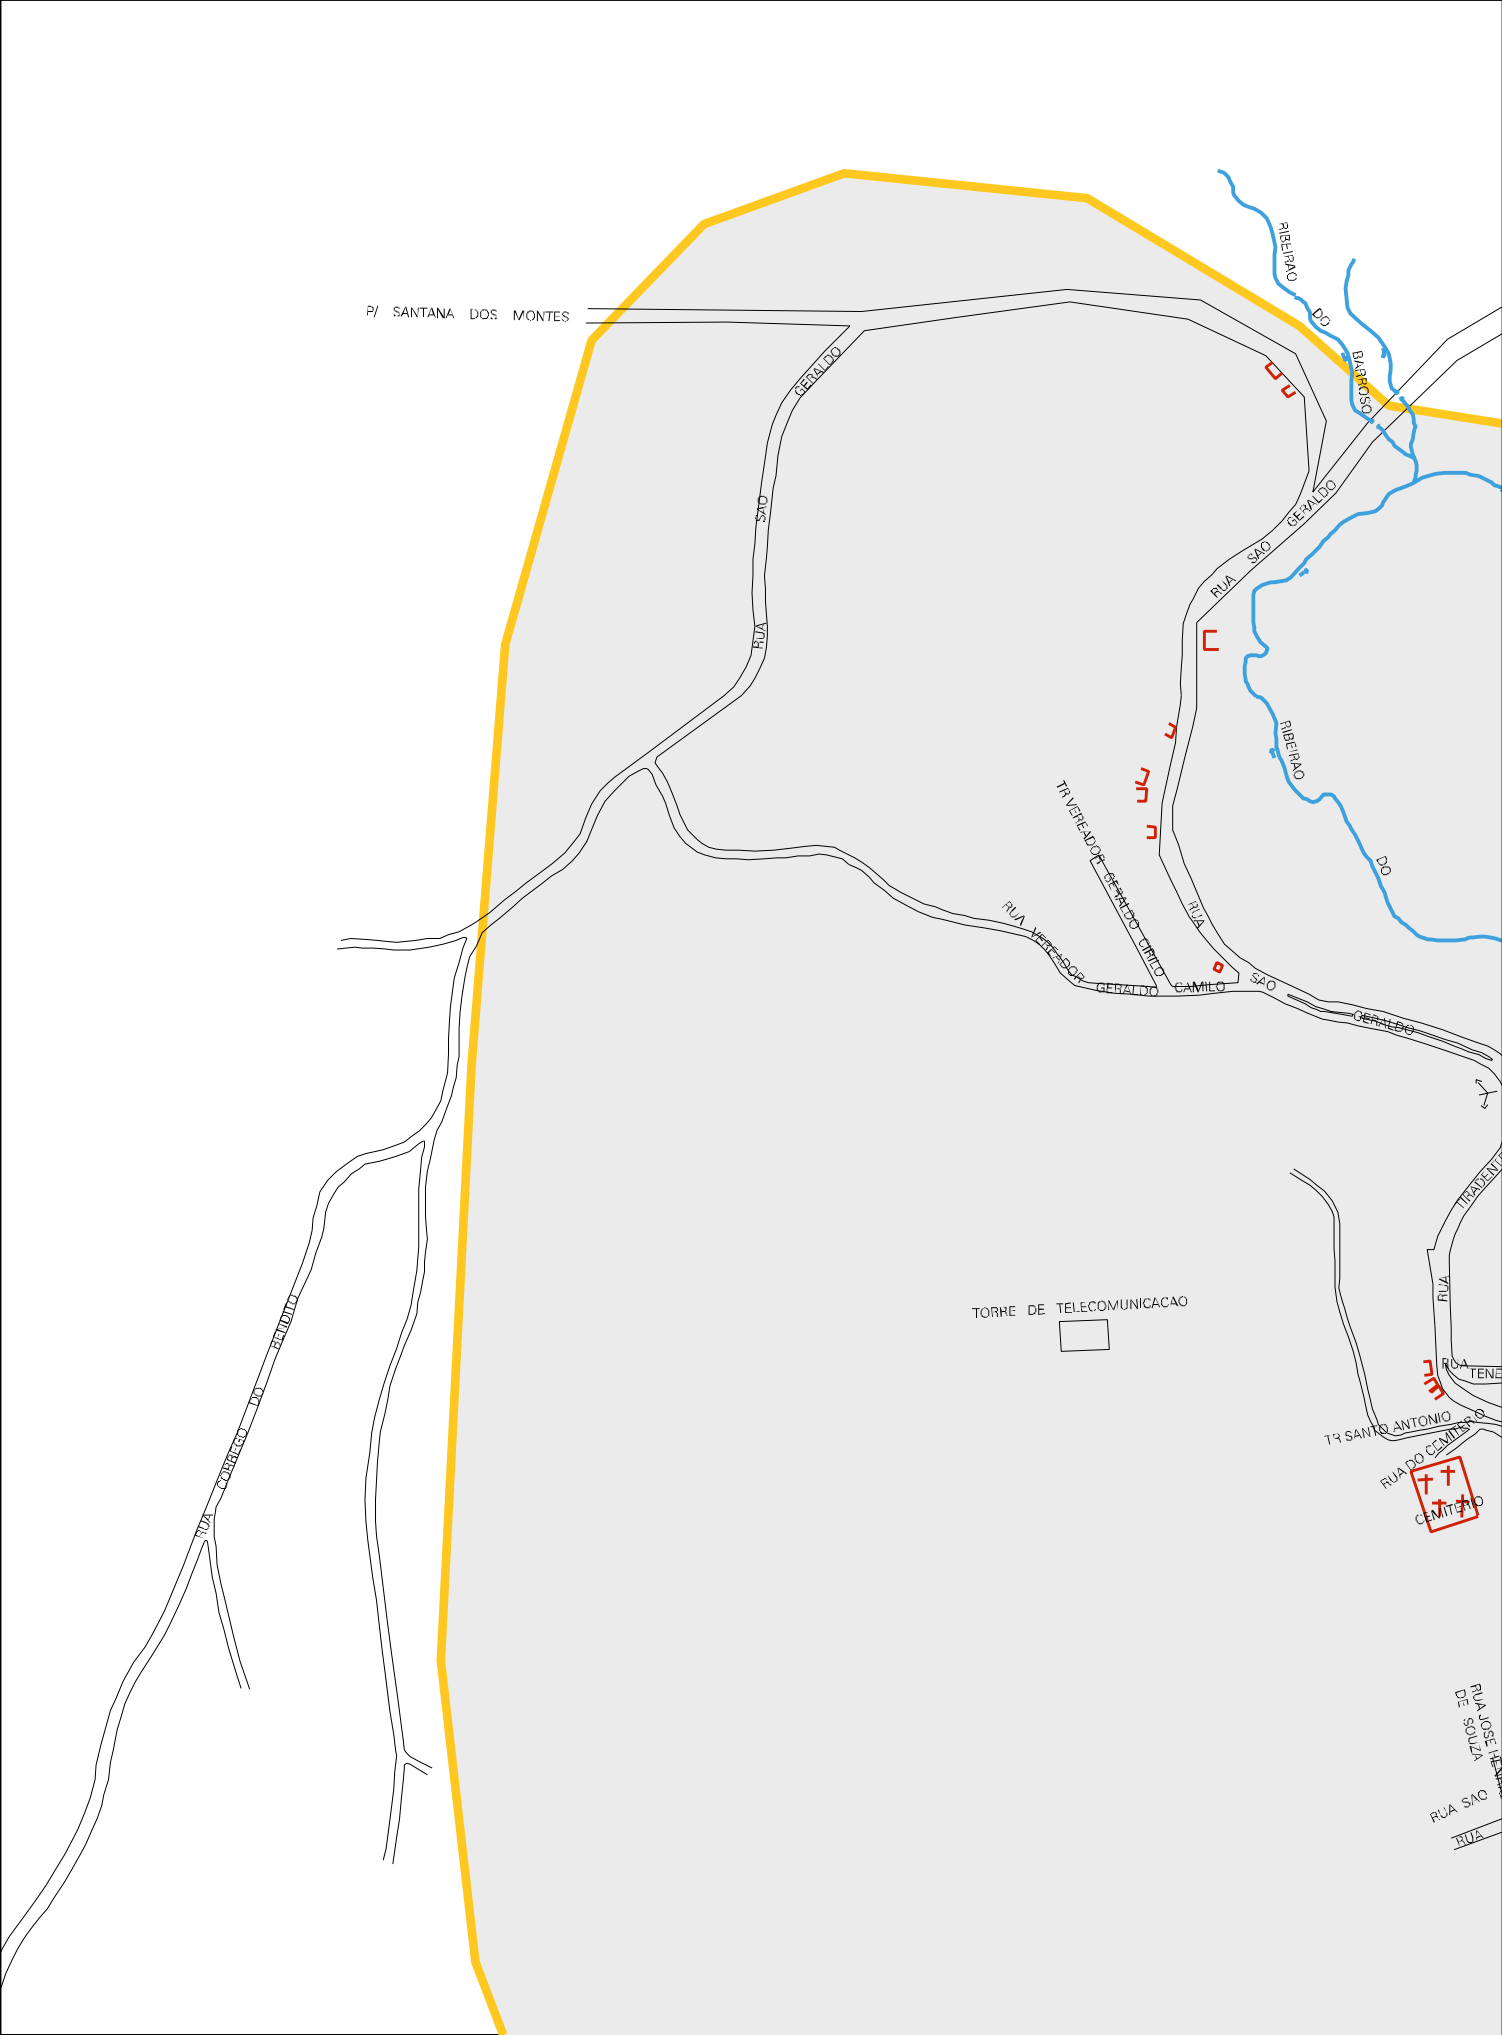 RIBEIRAO DO BARROSO
P/ SANTANA DOS MONTES
RUA SAO GERALDO
RUA SAO GERALDO
RIBEIRAO DO
TR VEREADOR GERALDO CIRILO
RUA VEREADOR GERALDO CAMILO
RUA SAO GERALDO
RUA TIRADENTE
TORRE DE TELECOMUNICACAO
RUA CORREGO DO BENDITO
RUA TENE
TR SANTO ANTONIO
RUA DO CEMITERIO
CEMITERIO
RUA JOSE
DE SOUZA
RUA SAO
RUA